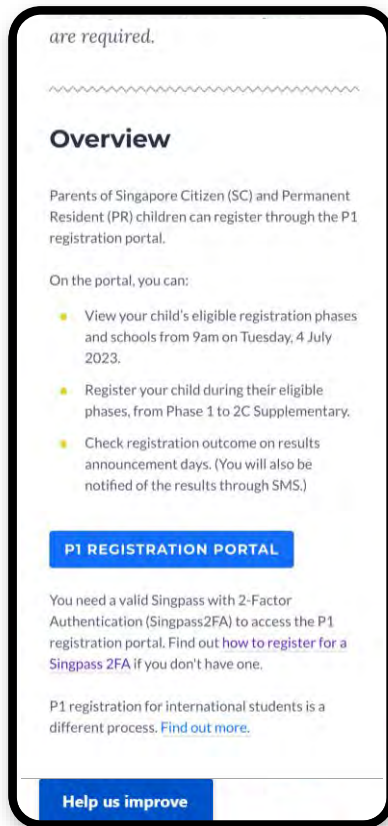 are required.
Overview
Parents of Singapore Citizen (SC) and Permanent
Resident (PR) children can register through the P1
registration portal.
On the portal, you can:
View your child's eligible registration phases
and schools from 9am on Tuesday, 4 July
2023.
Register your child during their eligible
phases, from Phase 1 to 2C Supplementary.
Check registration outcome on results
announcement days. (You will also be
notified of the results through SMS.)
P1 REGISTRATION PORTAL
You need a valid Singpass with 2-Factor
Authentication (Singpass2FA) to access the P1
registration portal. Find out how to register for a
Singpass 2FA if you don't have one.
P1 registration for international students is a
different process. Find out more.
Help us improve